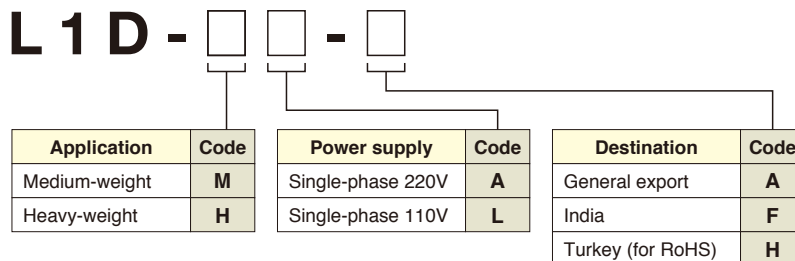 L1D-□□-□
Application Code Power supply Code Destination Code
Medium-weight M Single-phase 220V A General export A
Heavy-weight H Single-phase 110V L India F
Turkey (for RoHS) H